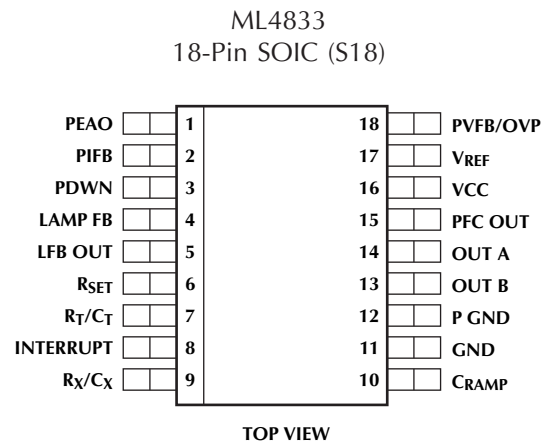 ML4833
18-Pin SOIC (S18)
PEAO 1 18 PVFB/OVP
PIFB 2 17 VREF
PDWN 3 16 VCC
LAMP FB 4 15 PFC OUT
LFB OUT 5 14 OUT A
RSET 6 13 OUT B
RT/CT 7 12 P GND
INTERRUPT 8 11 GND
RX/CX 9 10 CRAMP
TOP VIEW